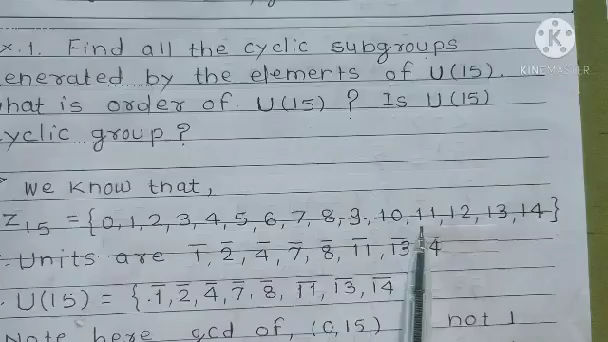 x.1. Find all the cyclic subgroups
enerated by the elements of U(15).
hat is order of U(15) ? Is U(15)
yclic group ?
We know that,
Z15 = {0, 1, 2, 3, 4, 5, 6, 7, 8, 9, 10, 11, 12, 13, 14}
Units are 1̅, 2̅, 4̅, 7̅, 8̅, 1̅1̅, 1̅3̅, 4̅
U(15) = {1̅, 2̅, 4̅, 7̅, 8̅, 1̅1̅, 1̅3̅, 1̅4̅
Note here gcd of, 15) not 1
KINEMASTER